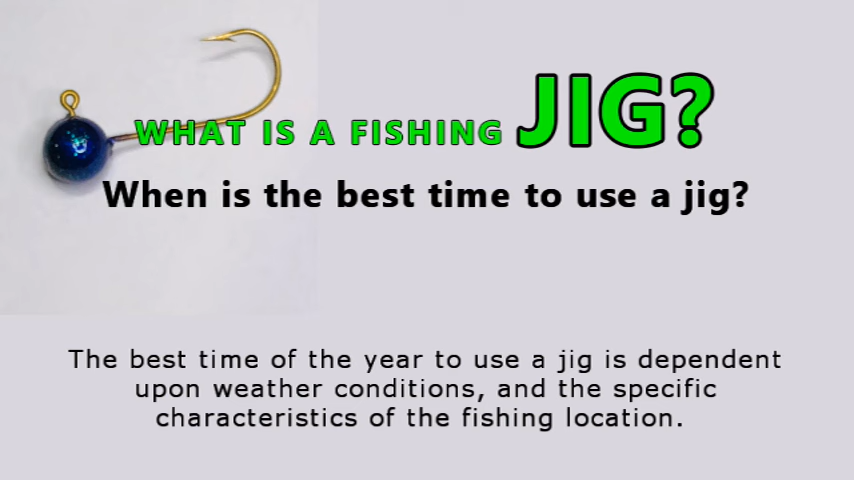 WHAT IS A FISHING JIG?
When is the best time to use a jig?
The best time of the year to use a jig is dependent
upon weather conditions, and the specific
characteristics of the fishing location.